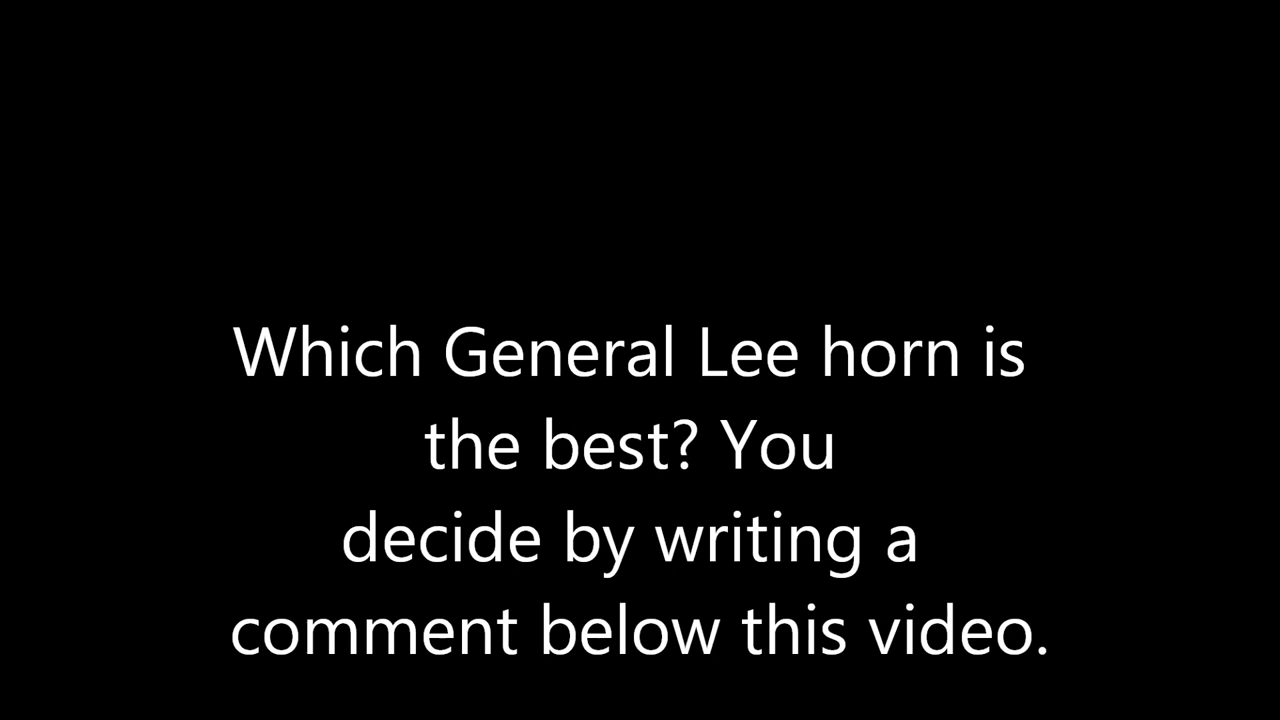 Which General Lee horn is
the best? You
decide by writing a
comment below this video.